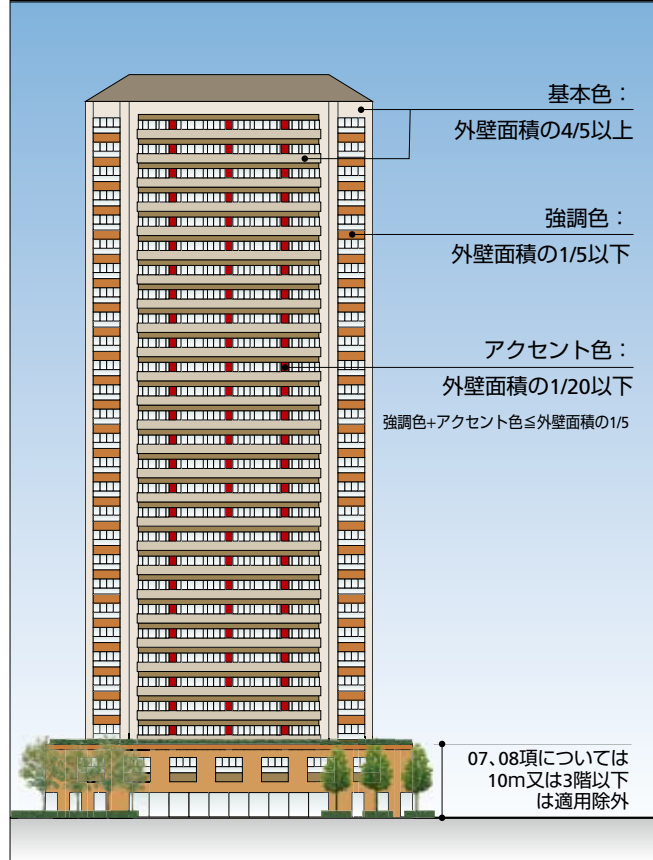 基本色：
外壁面積の4/5以上
強調色：
外壁面積の1/5以下
アクセント色：
外壁面積の1/20以下
強調色+アクセント色≦外壁面積の1/5
07、08項については
10m又は3階以下
は適用除外